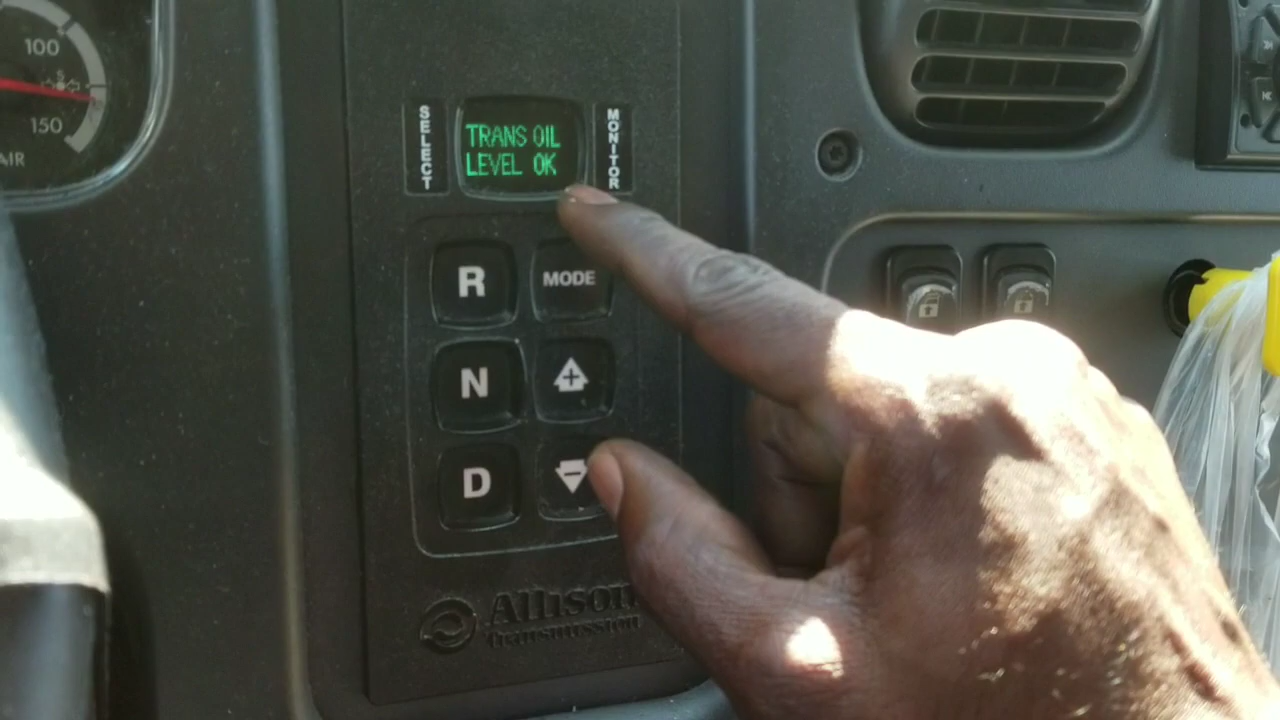 100
150
AIR
SELECT
TRANS OIL
LEVEL OK
MONITOR
R
MODE
N
+
D
-
Allison
transmission